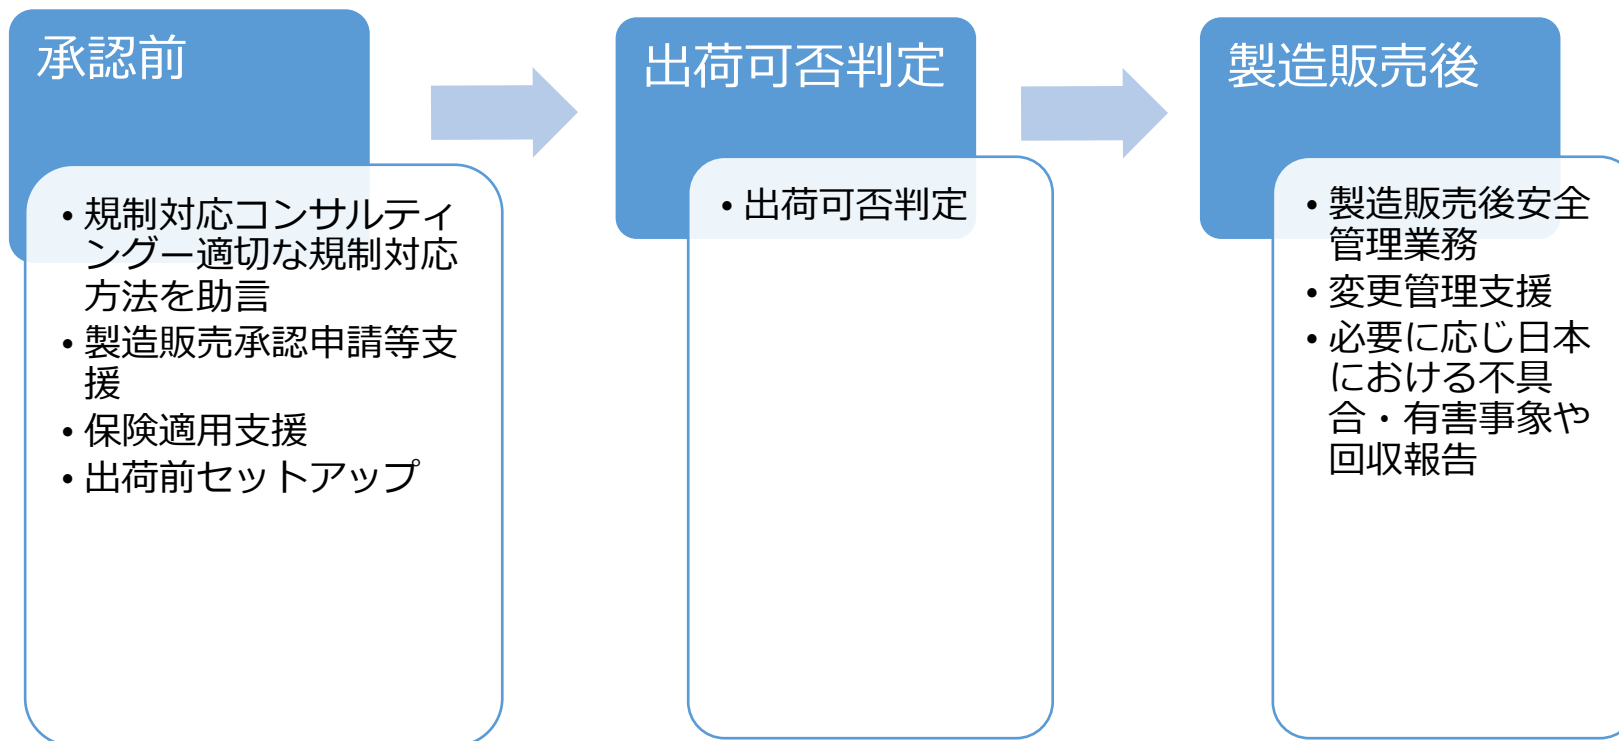 承認前
・規制対応コンサルティ
ングー適切な規制対応
方法を助言
・製造販売承認申請等支
援
・保険適用支援
・出荷前セットアップ
出荷可否判定
・出荷可否判定
製造販売後
・製造販売後安全
管理業務
・変更管理支援
・必要に応じ日本
における不具
合・有害事象や
回収報告